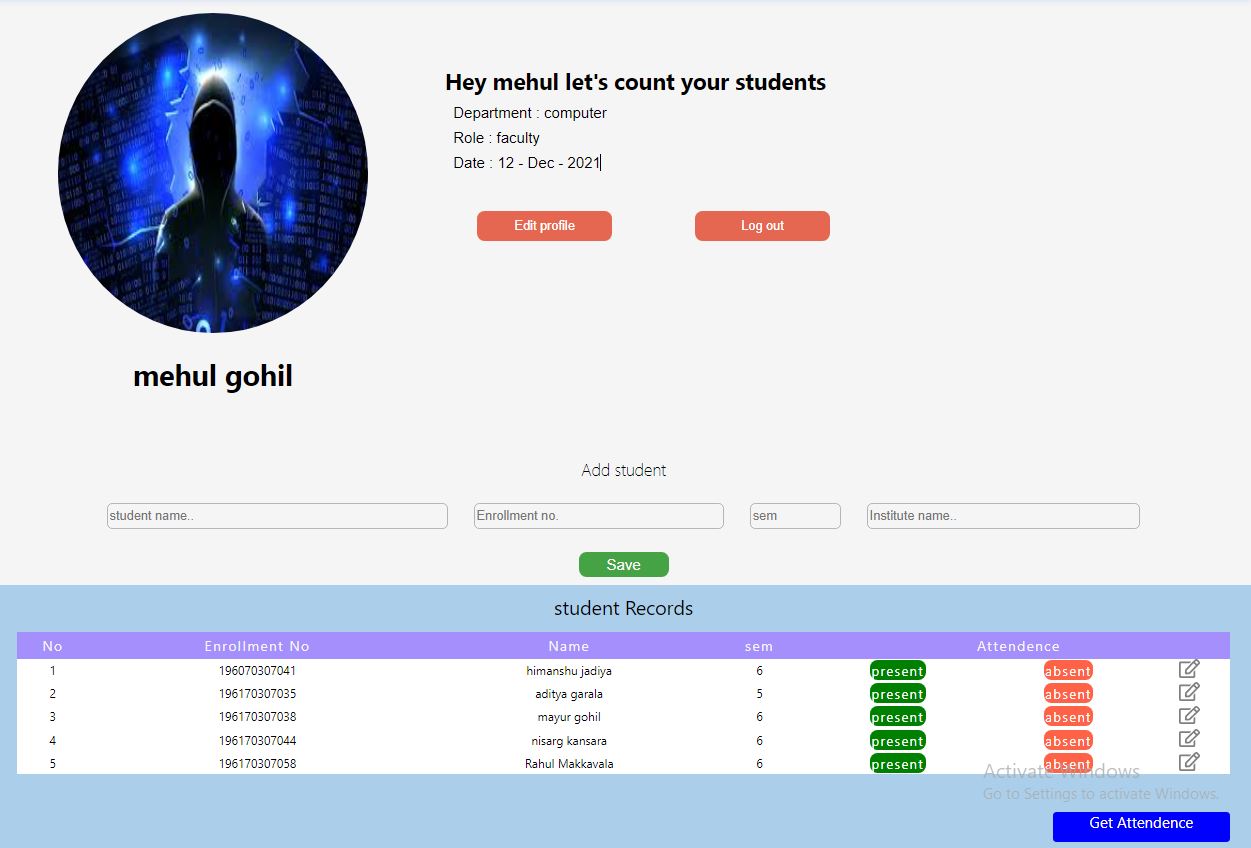 Hey mehul let's count your students
Department : computer
Role : faculty
Date : 12 - Dec - 2021
Edit profile Log out
mehul gohil
Add student
student name.. Enrollment no. sem Institute name..
Save
student Records
No Enrollment No Name sem Attendence
1 196070307041 himanshu jadiya 6 present absent
2 196170307035 aditya garala 5 present absent
3 196170307038 mayur gohil 6 present absent
4 196170307044 nisarg kansara 6 present absent
5 196170307058 Rahul Makkavala 6 present absent
Activate Windows
Go to Settings to activate Windows.
Get Attendence